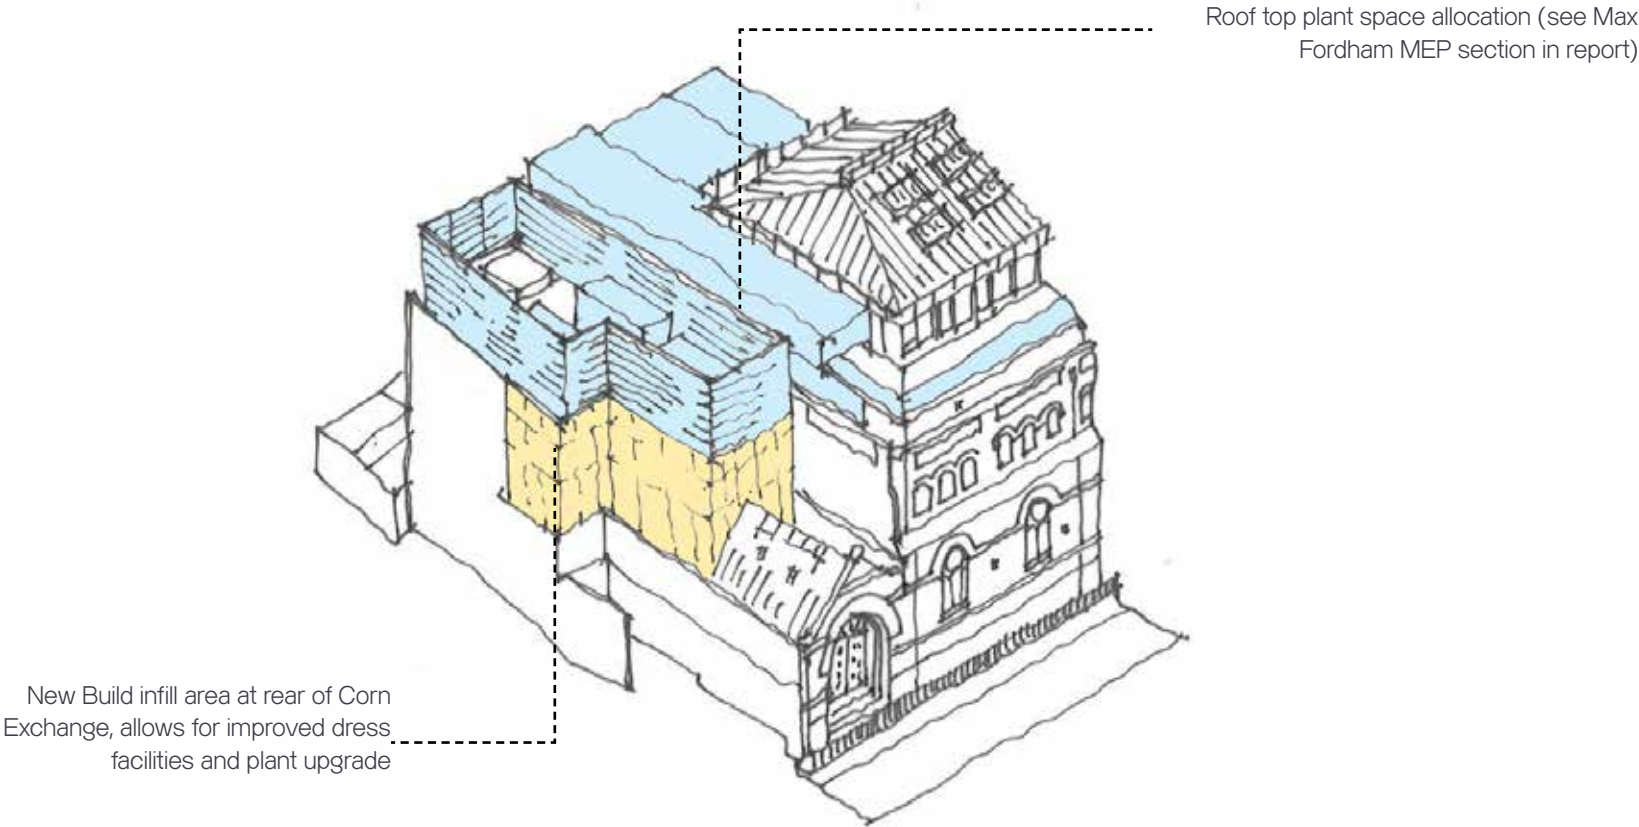 Roof top plant space allocation (see Max
Fordham MEP section in report)
New Build infill area at rear of Corn
Exchange, allows for improved dress
facilities and plant upgrade